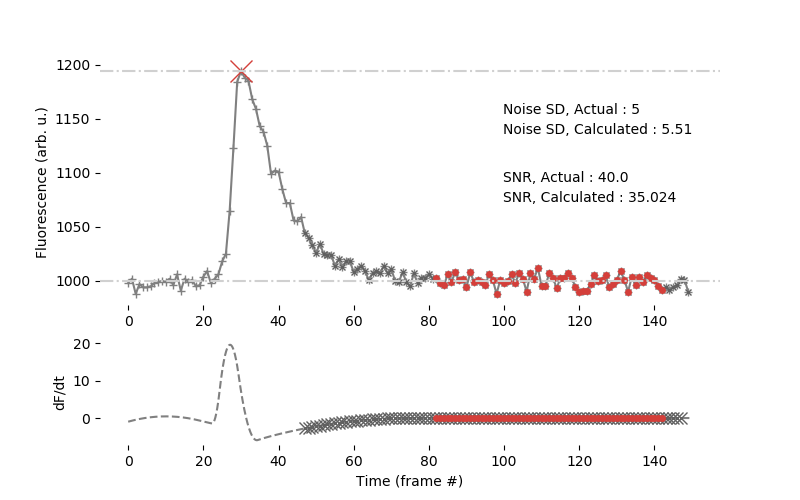 1200
1150
1100
1050
1000
Fluorescence (arb. u.)
Noise SD, Actual : 5
Noise SD, Calculated : 5.51
SNR, Actual : 40.0
SNR, Calculated : 35.024
0 20 40 60 80 100 120 140
20
10
0
dF/dt
0 20 40 60 80 100 120 140
Time (frame #)